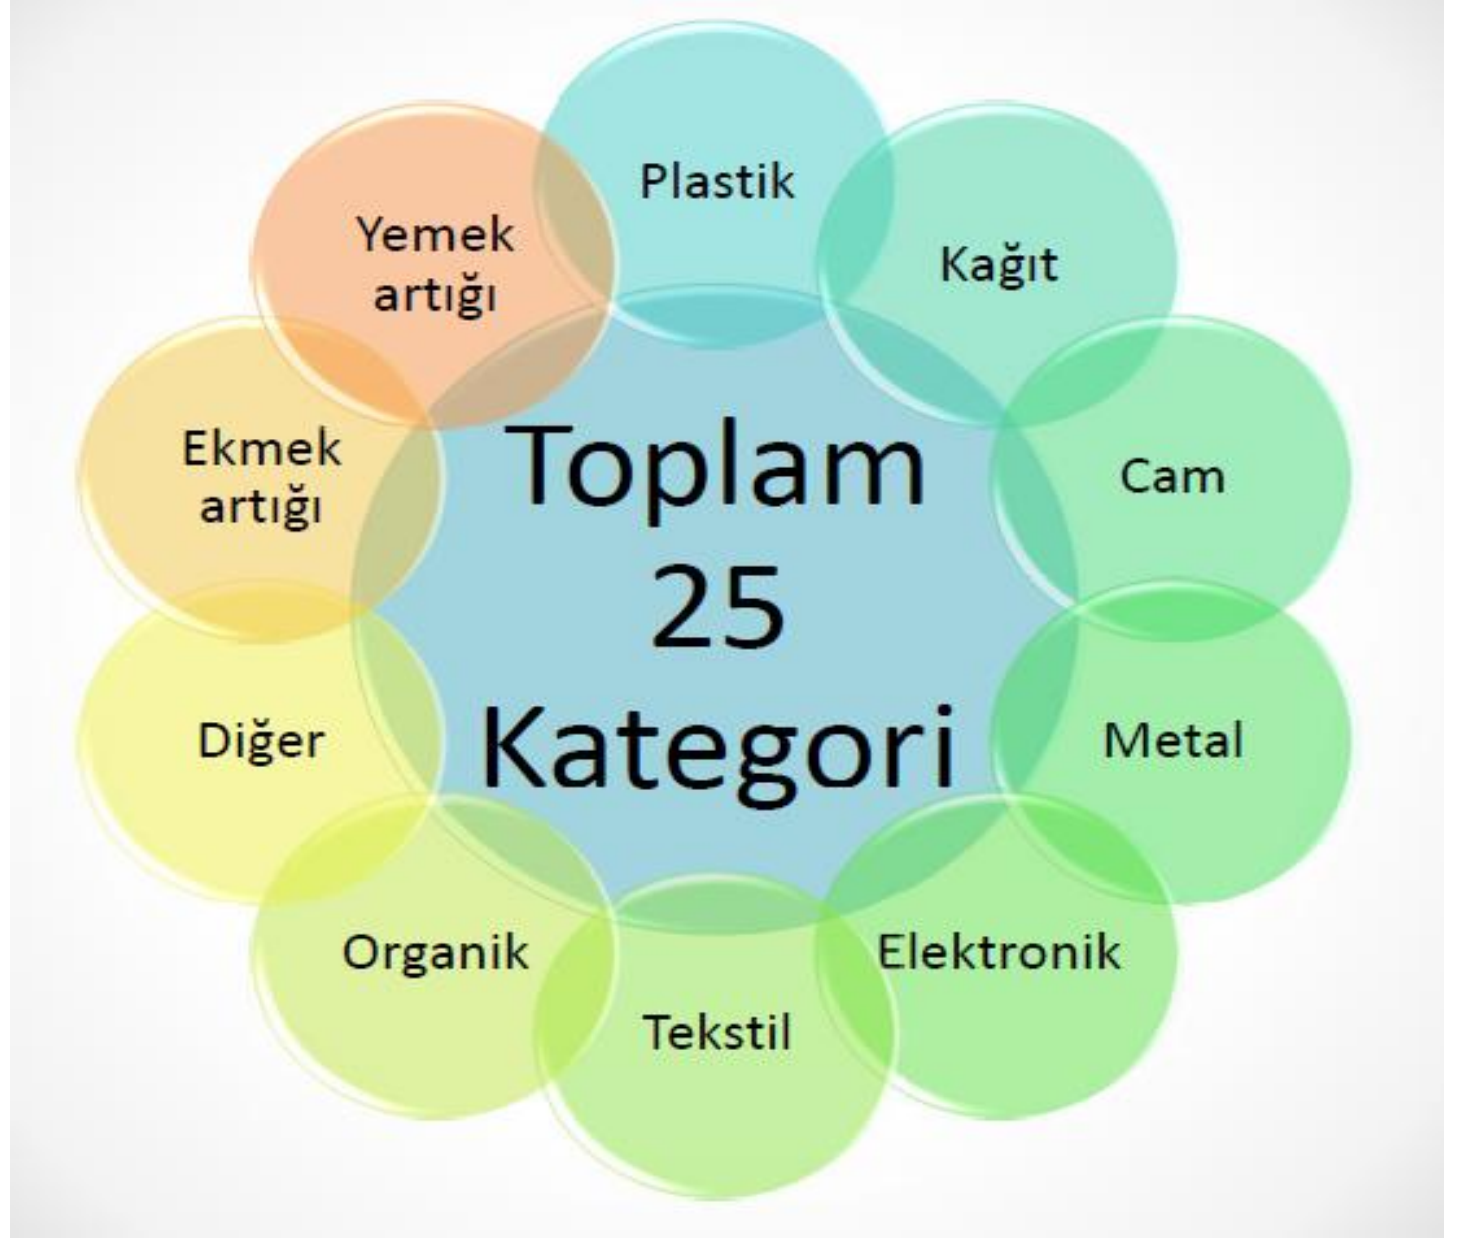 Plastik
Kağıt
Cam
Metal
Elektronik
Tekstil
Organik
Diğer
Ekmek
artığı
Yemek
artığı
Toplam
25
Kategori